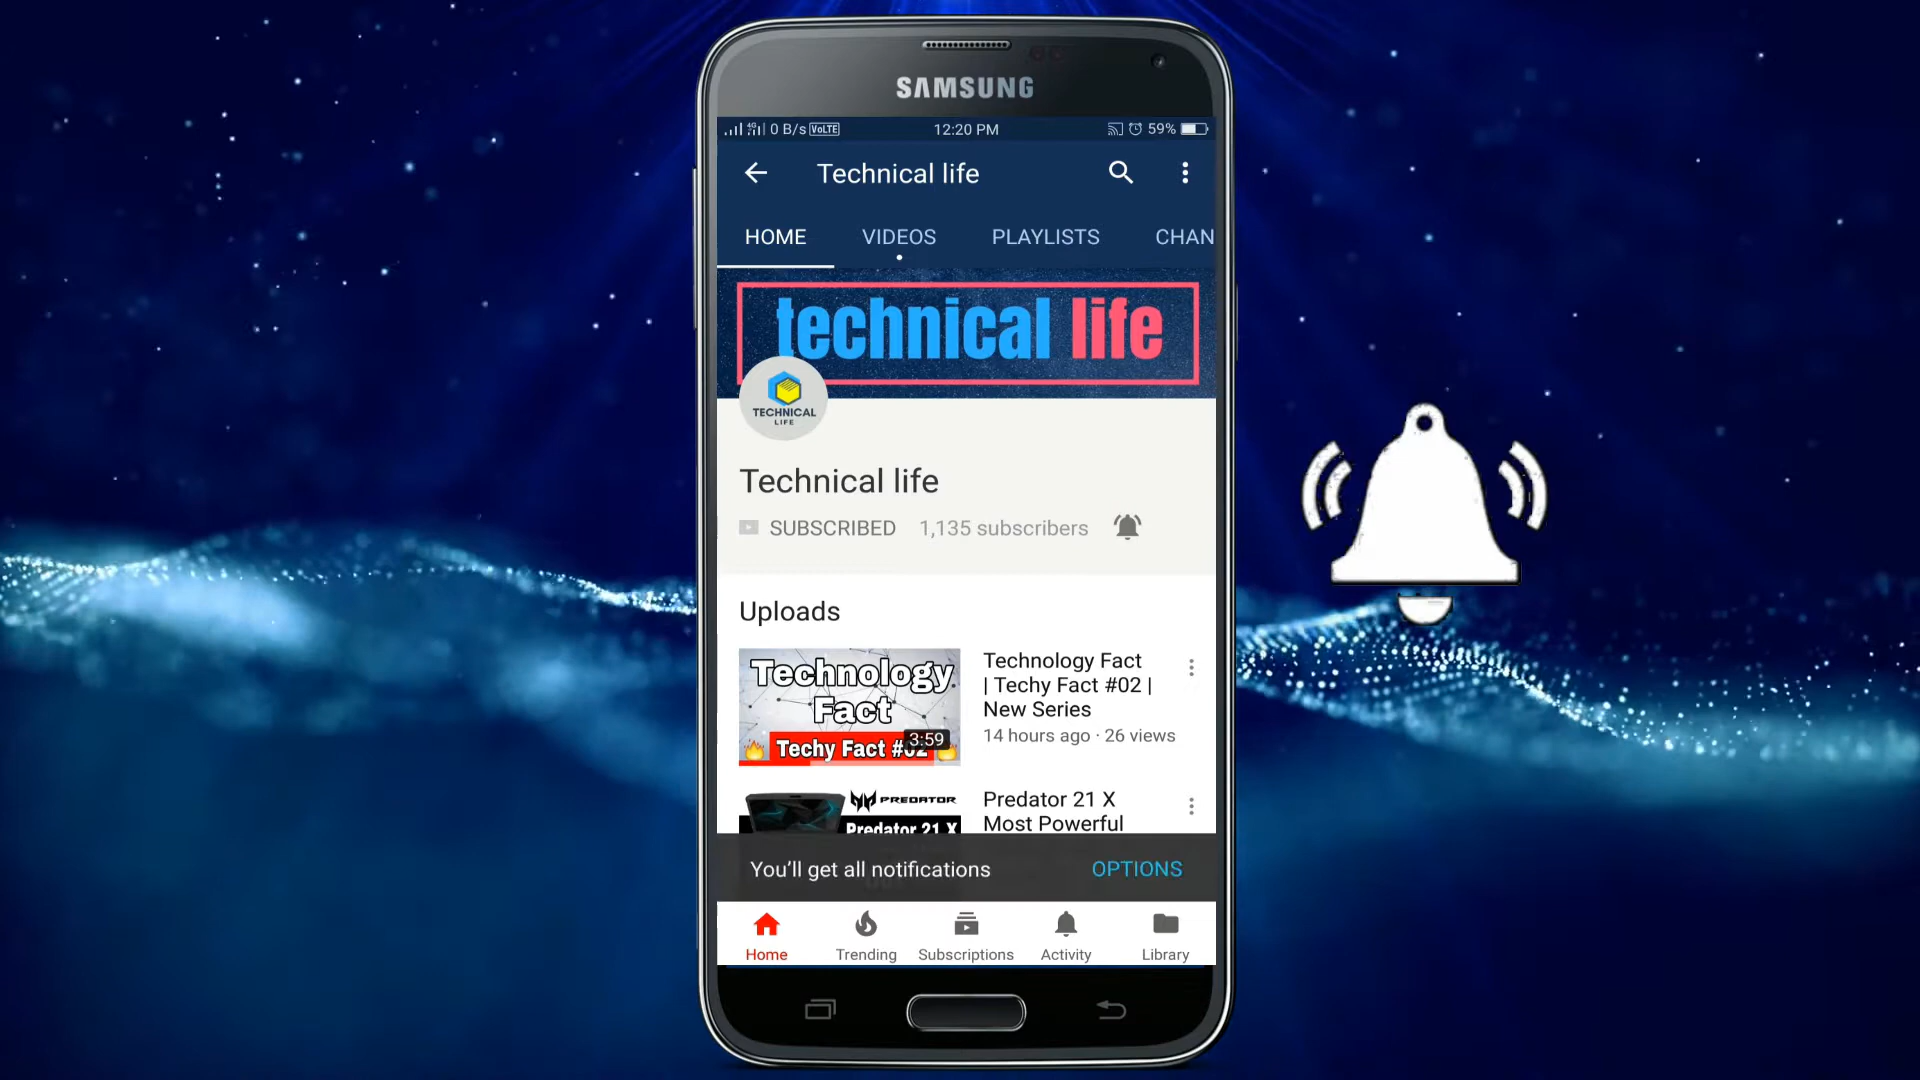 SAMSUNG
4G 0 B/s VoLTE 12:20 PM 59%
Technical life
HOME VIDEOS PLAYLISTS CHAN
technical life
TECHNICAL
LIFE
Technical life
SUBSCRIBED 1,135 subscribers
Uploads
Technology
Fact
Techy Fact #02
3:59
Technology Fact
| Techy Fact #02 |
New Series
14 hours ago · 26 views
PREDATOR
Predator 21 X
Predator 21 X
Most Powerful
You'll get all notifications OPTIONS
Home Trending Subscriptions Activity Library